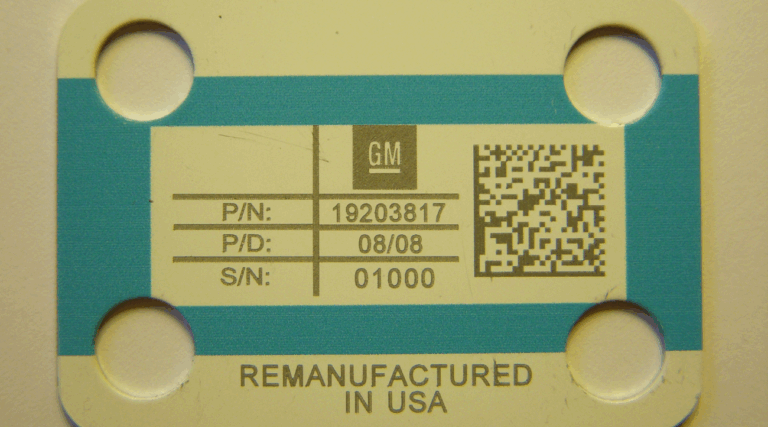 GM
P/N: 19203817
P/D: 08/08
S/N: 01000
REMANUFACTURED
IN USA